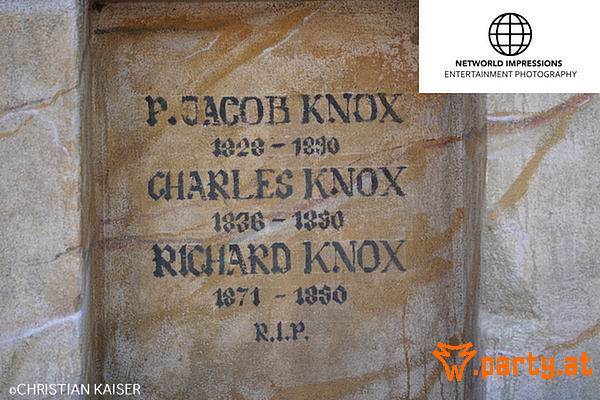 NETWORLD IMPRESSIONS
ENTERTAINMENT PHOTOGRAPHY
P. JACOB KNOX
1828 - 1890
CHARLES KNOX
1836 - 1890
RICHARD KNOX
1871 - 1890
R.I.P.
W.party.at
©CHRISTIAN KAISER